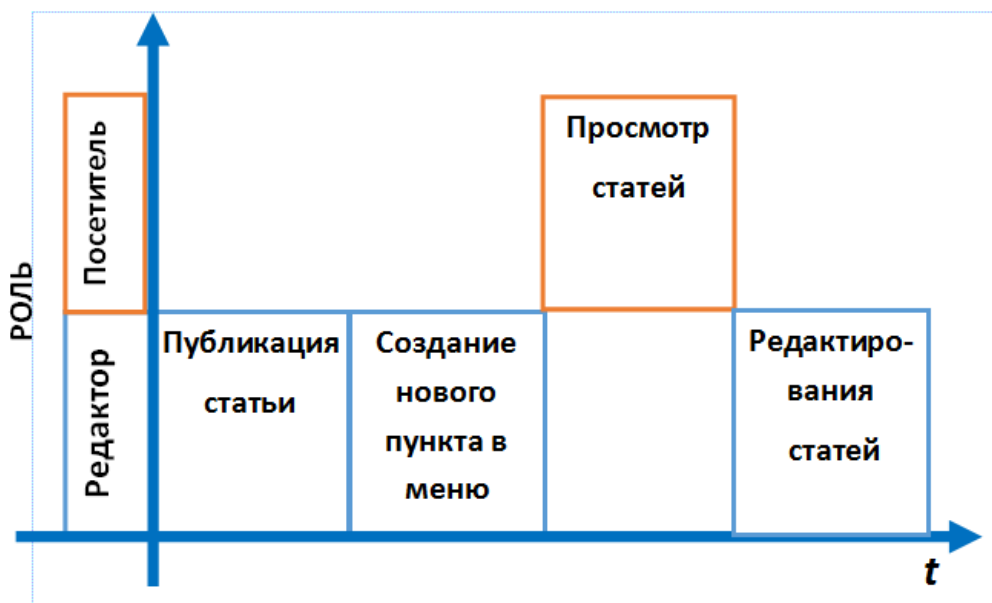 РОЛЬ
Посетитель
Редактор
Просмотр
статей
Публикация
статьи
Создание
нового
пункта в
меню
Редактиро-
вания
статей
t